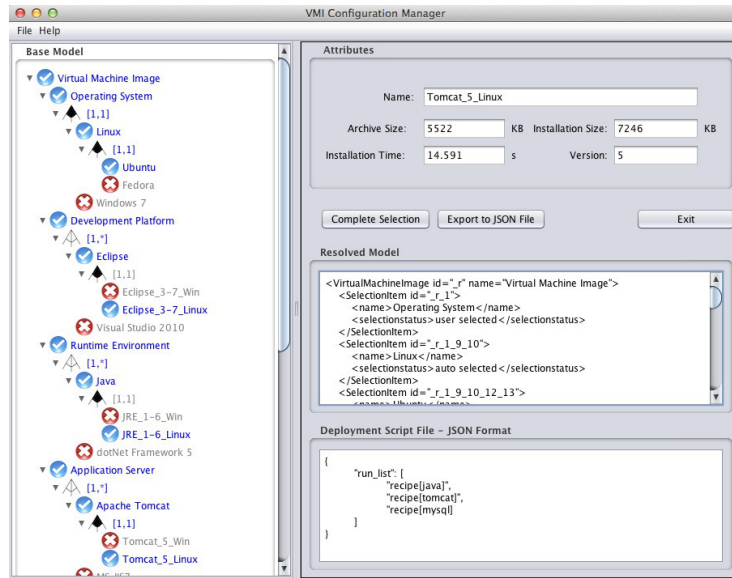 VMI Configuration Manager
File Help
Base Model
Virtual Machine Image
Operating System
[1,1]
Linux
[1,1]
Ubuntu
Fedora
Windows 7
Development Platform
[1,*]
Eclipse
[1,1]
Eclipse_3-7_Win
Eclipse_3-7_Linux
Visual Studio 2010
Runtime Environment
[1,*]
Java
[1,1]
JRE_1-6_Win
JRE_1-6_Linux
dotNet Framework 5
Application Server
[1,*]
Apache Tomcat
[1,1]
Tomcat_5_Win
Tomcat_5_Linux
Attributes
Name: Tomcat_5_Linux
Archive Size: 5522 KB Installation Size: 7246 KB
Installation Time: 14.591 s Version: 5
Complete Selection Export to JSON File Exit
Resolved Model
<VirtualMachineImage id="_r" name="Virtual Machine Image">
<SelectionItem id="_r_1">
<name>Operating System</name>
<selectionstatus>user selected</selectionstatus>
</SelectionItem>
<SelectionItem id="_r_1_9_10">
<name>Linux</name>
<selectionstatus>auto selected</selectionstatus>
</SelectionItem>
<SelectionItem id="_r_1_9_10_12_13">
<name>Ubuntu</name>
Deployment Script File - JSON Format
{
"run_list": [
"recipe[java]",
"recipe[tomcat]",
"recipe[mysql]
]
}